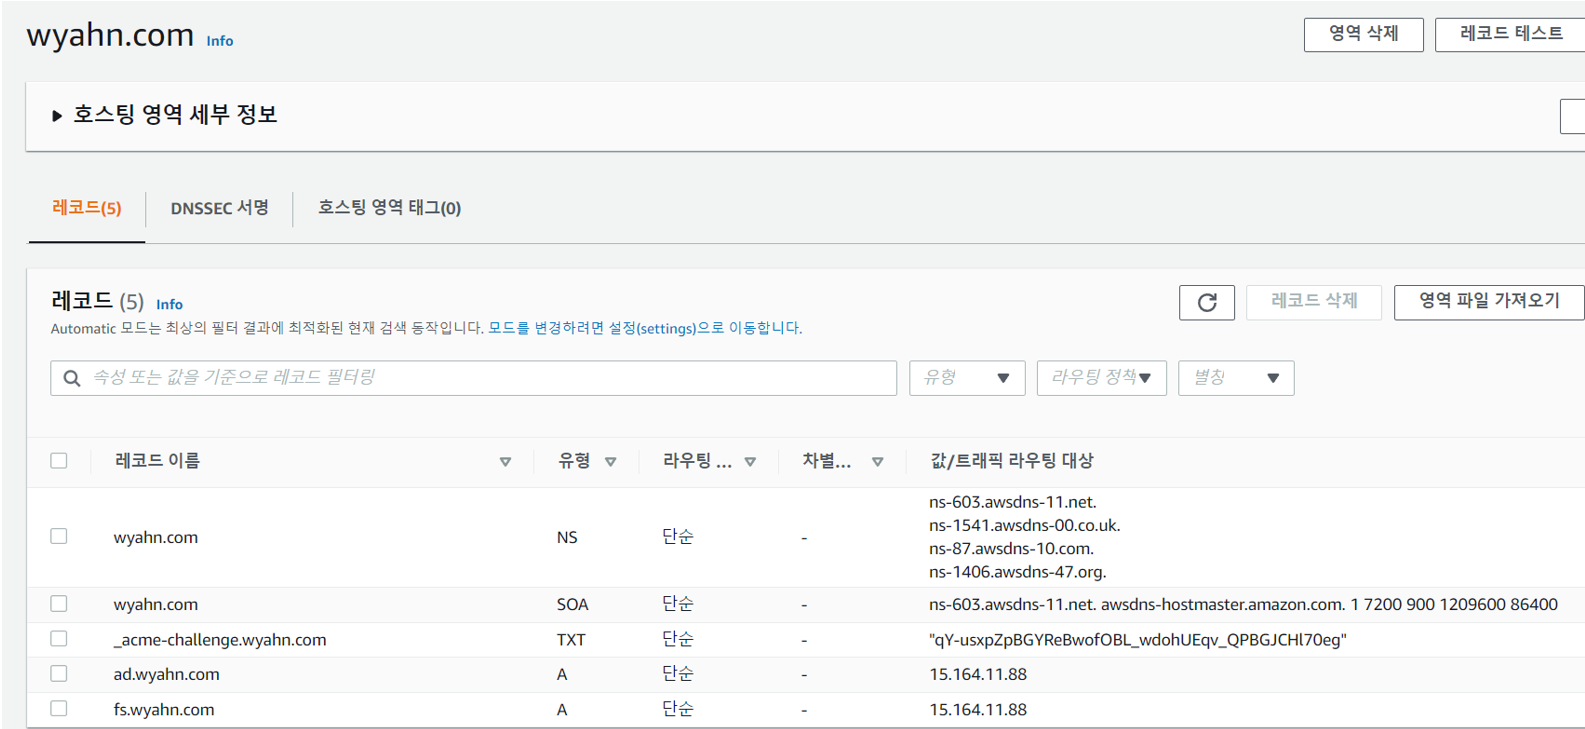 wyahn.com Info
영역 삭제 레코드 테스트
▶ 호스팅 영역 세부 정보
레코드(5) DNSSEC 서명 호스팅 영역 태그(0)
레코드 (5) Info
레코드 삭제 영역 파일 가져오기
Automatic 모드는 최상의 필터 결과에 최적화된 현재 검색 동작입니다. 모드를 변경하려면 설정(settings)으로 이동합니다.
속성 또는 값을 기준으로 레코드 필터링 유형 라우팅 정책 별칭
레코드 이름 유형 라우팅 ... 차별... 값/트래픽 라우팅 대상
ns-603.awsdns-11.net.
ns-1541.awsdns-00.co.uk.
wyahn.com NS 단순 -
ns-87.awsdns-10.com.
ns-1406.awsdns-47.org.
wyahn.com SOA 단순 - ns-603.awsdns-11.net. awsdns-hostmaster.amazon.com. 1 7200 900 1209600 86400
_acme-challenge.wyahn.com TXT 단순 - "qY-usxpZpBGYReBwofOBL_wdohUEqv_QPBGJCHl70eg"
ad.wyahn.com A 단순 - 15.164.11.88
fs.wyahn.com A 단순 - 15.164.11.88